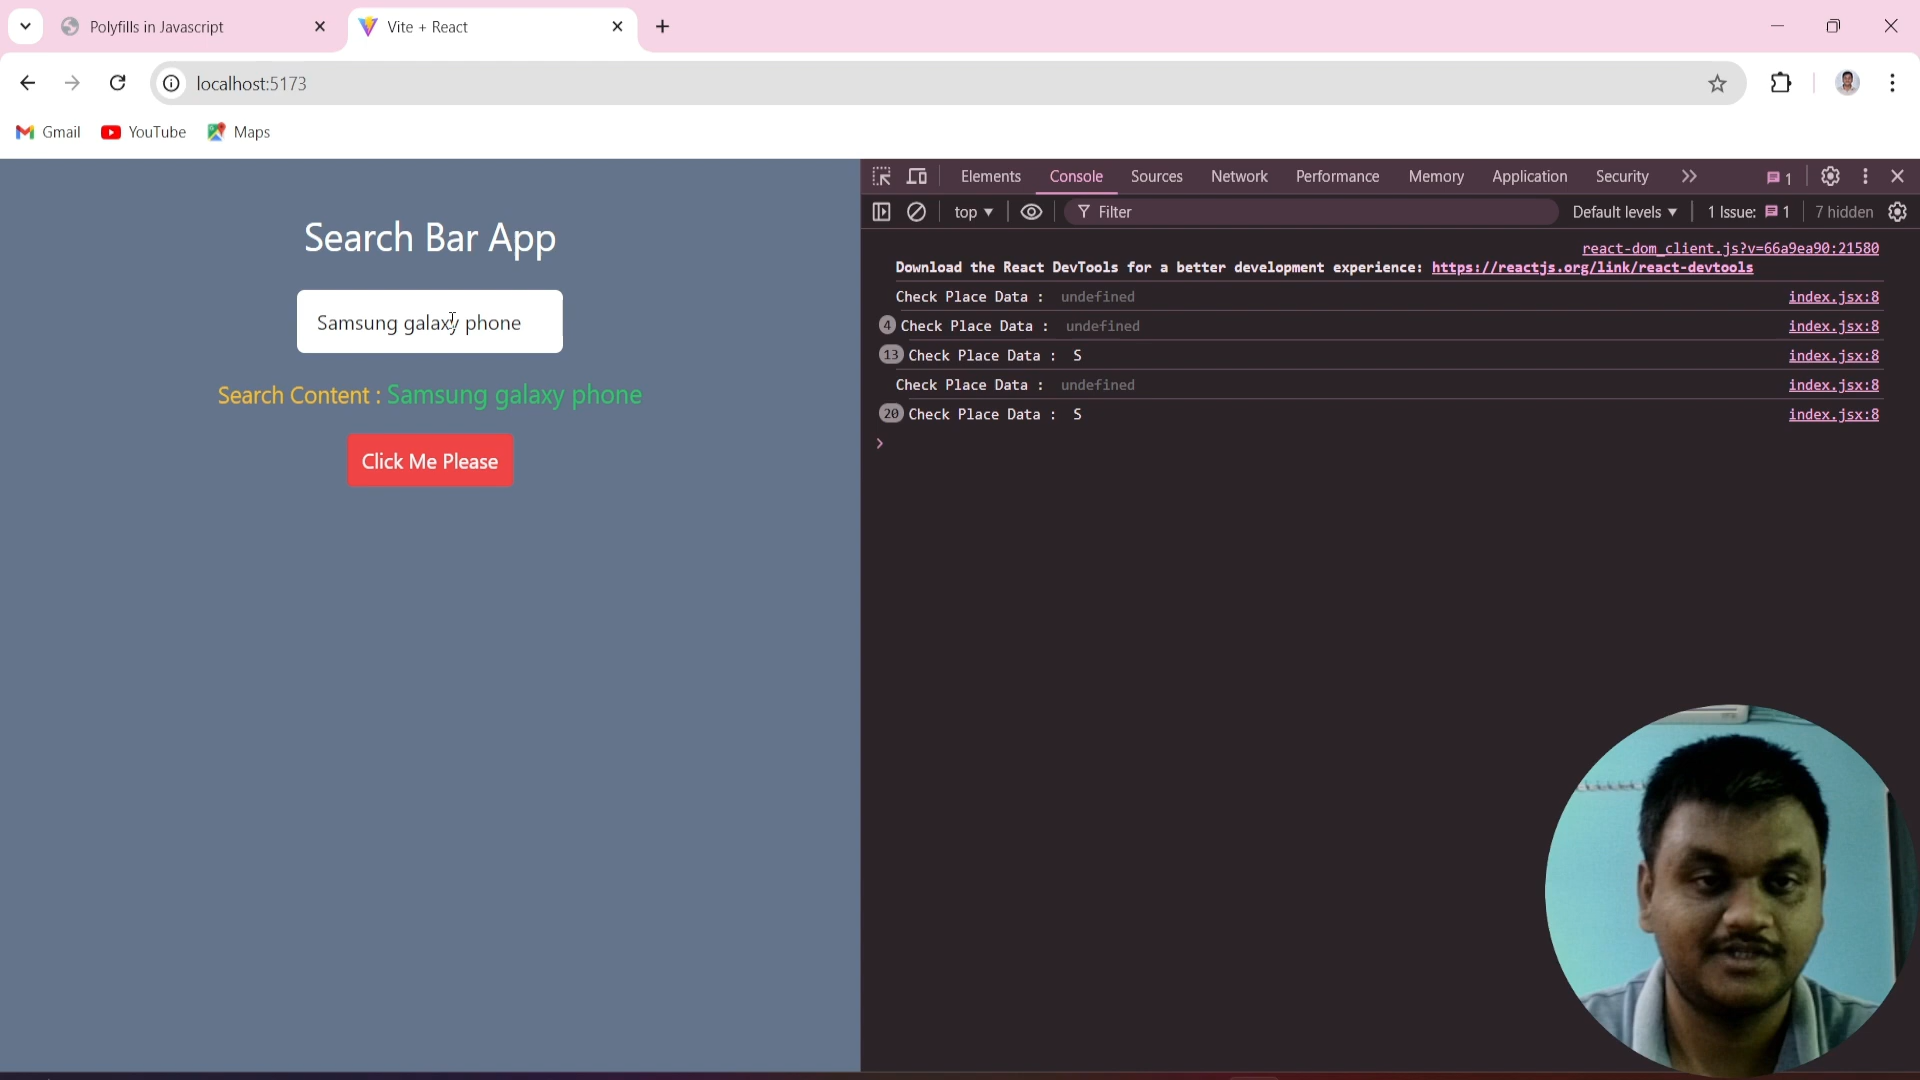 Polyfills in Javascript
Vite + React
localhost:5173
Gmail YouTube Maps
Search Bar App
Samsung galaxy phone
Search Content : Samsung galaxy phone
Click Me Please
Elements Console Sources Network Performance Memory Application Security 1
top Filter Default levels 1 Issue: 1 7 hidden
react-dom_client.js?v=66a9ea90:21580
Download the React DevTools for a better development experience: https://reactjs.org/link/react-devtools
Check Place Data : undefined index.jsx:8
4 Check Place Data : undefined index.jsx:8
13 Check Place Data : S index.jsx:8
Check Place Data : undefined index.jsx:8
20 Check Place Data : S index.jsx:8